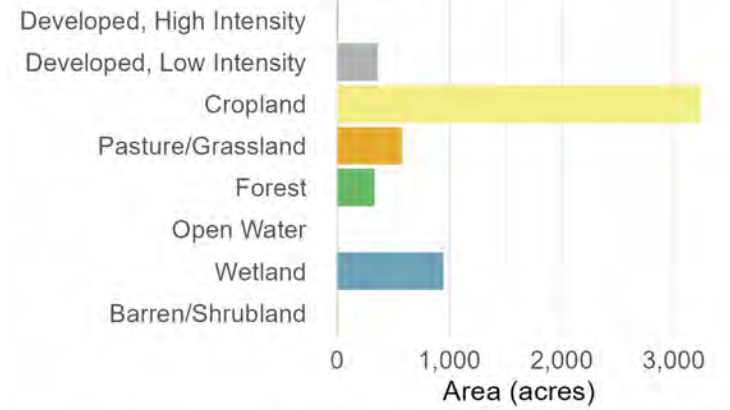 Developed, High Intensity
Developed, Low Intensity
Cropland
Pasture/Grassland
Forest
Open Water
Wetland
Barren/Shrubland
0 1,000 2,000 3,000
Area (acres)